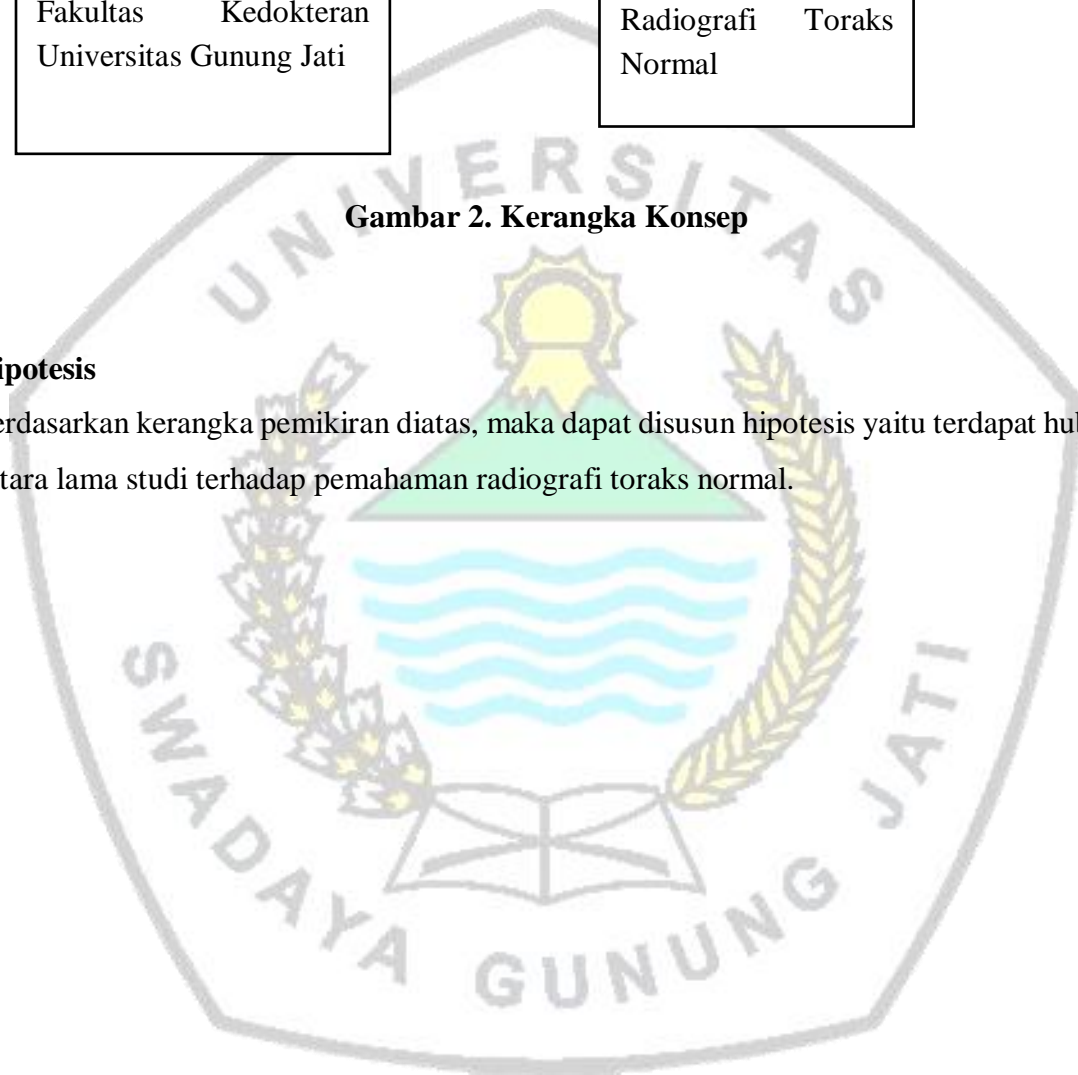 Fakultas Kedokteran
Universitas Gunung Jati
Radiografi Toraks
Normal
Gambar 2. Kerangka Konsep
UNIVERSITAS
ipotesis
erdasarkan kerangka pemikiran diatas, maka dapat disusun hipotesis yaitu terdapat hu
tara lama studi terhadap pemahaman radiografi toraks normal.
SWADAYA GUNUNG JATI